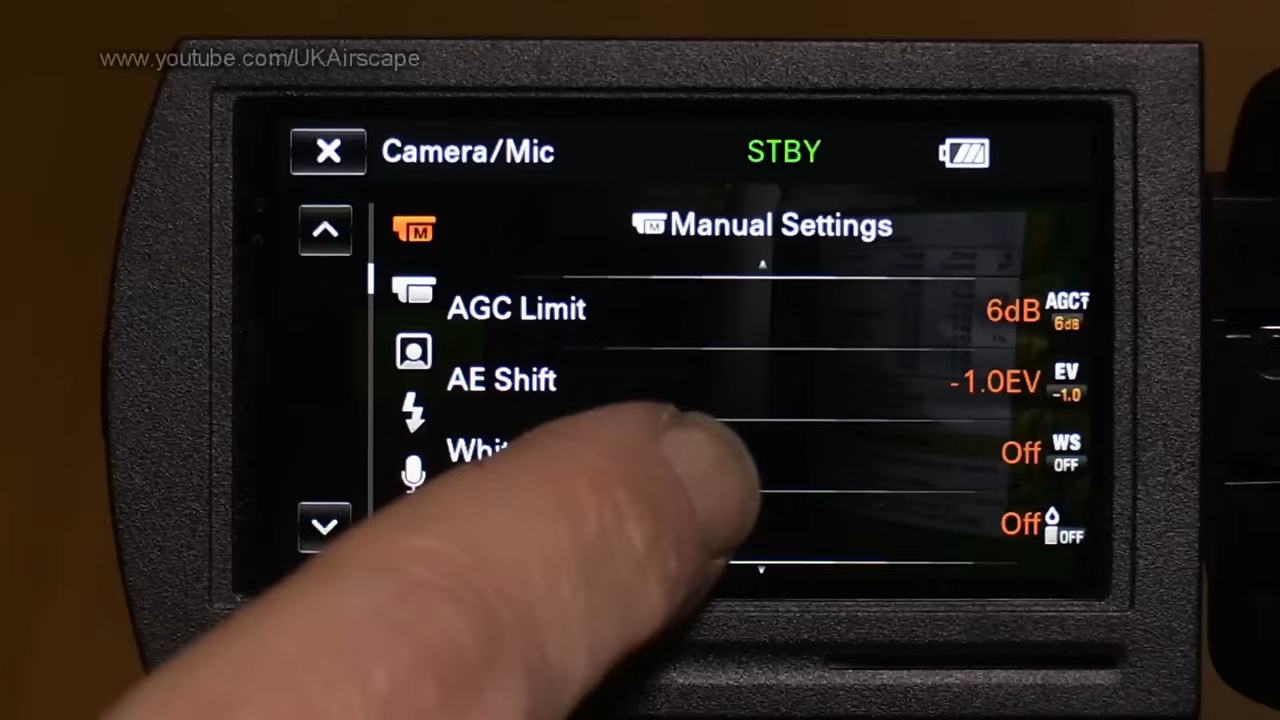 www.youtube.com/UKAirscape
Camera/Mic STBY
M Manual Settings
AGC Limit 6dB AGC 6dB
AE Shift -1.0EV EV -1.0
Off WS OFF
Off OFF